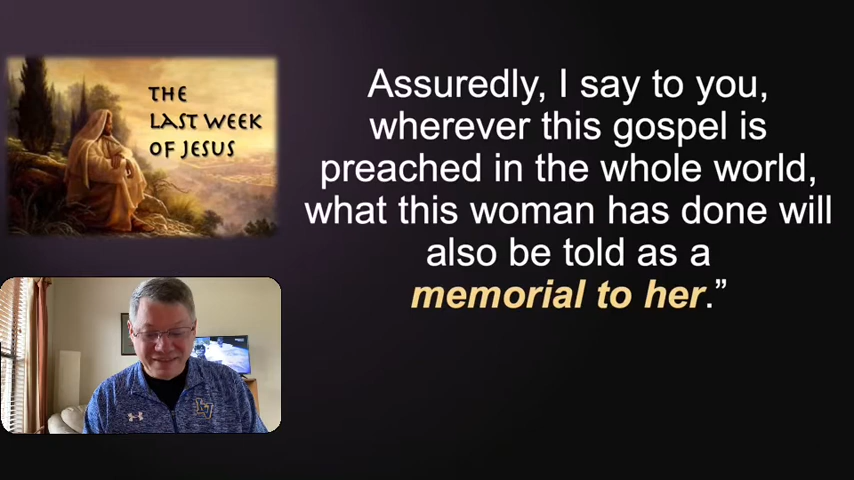 THE
LAST WEEK
OF JESUS
Assuredly, I say to you,
wherever this gospel is
preached in the whole world,
what this woman has done will
also be told as a
memorial to her.”